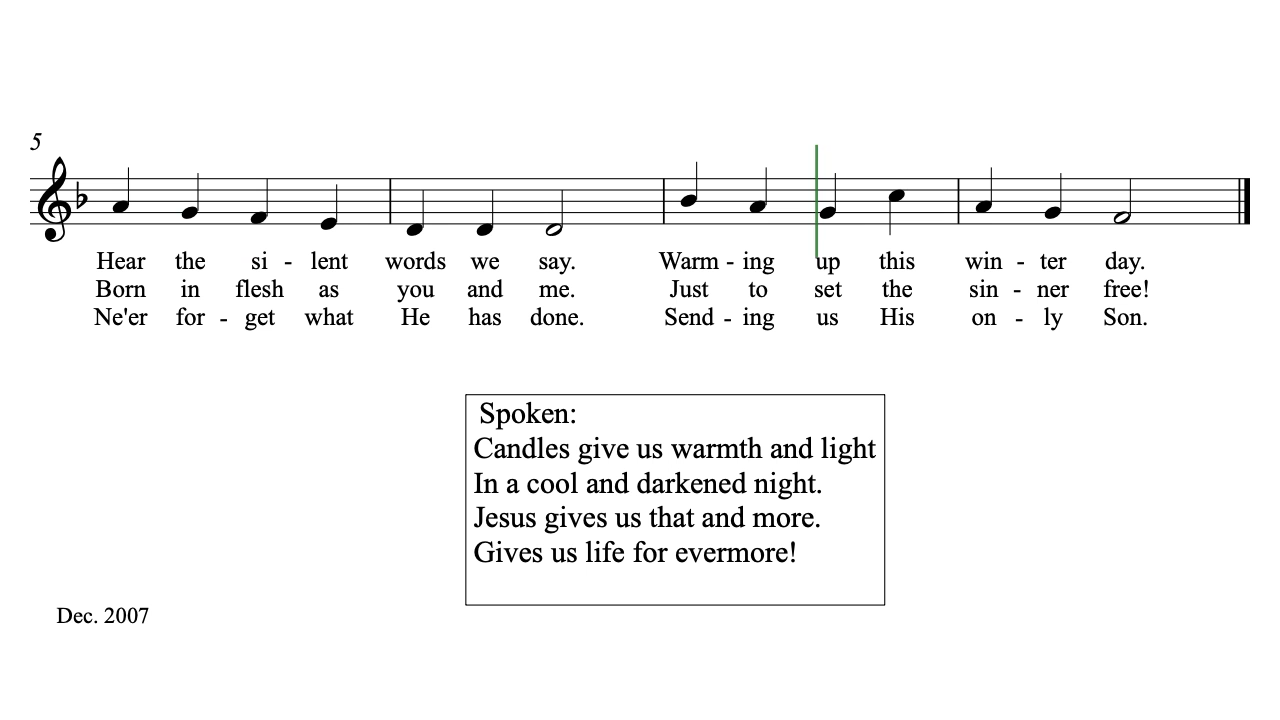 5
Hear the si - lent words we say. Warm - ing up this win - ter day.
Born in flesh as you and me. Just to set the sin - ner free!
Ne'er for - get what He has done. Send - ing us His on - ly Son.
Spoken:
Candles give us warmth and light
In a cool and darkened night.
Jesus gives us that and more.
Gives us life for evermore!
Dec. 2007